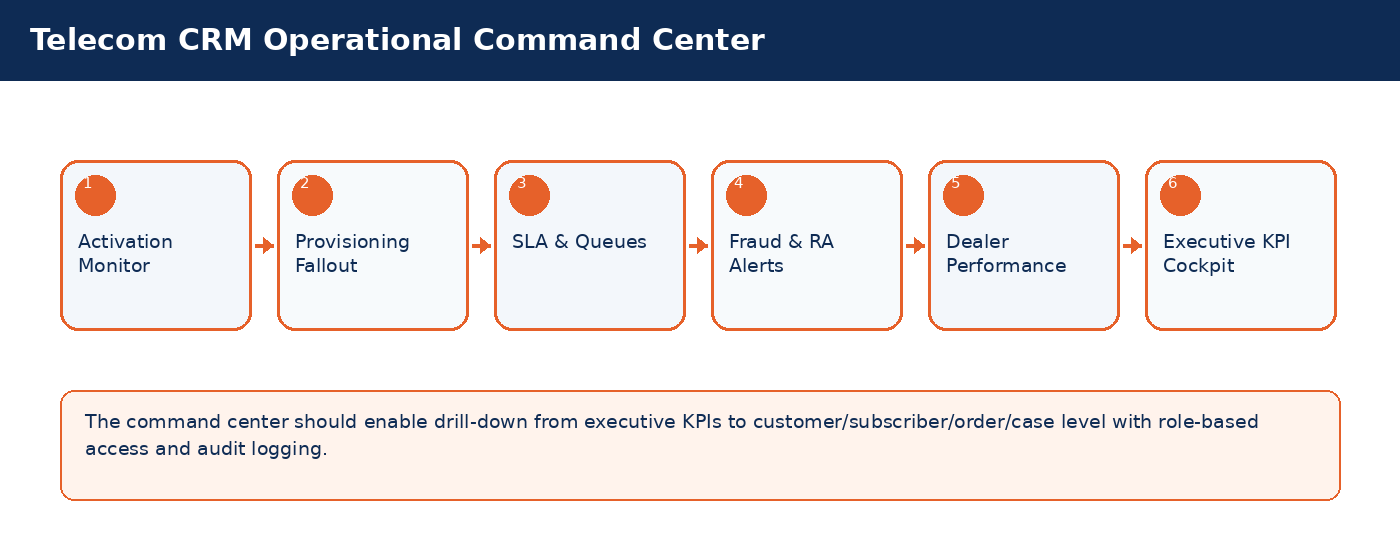 Telecom CRM Operational Command Center
1
Activation
Monitor
2
Provisioning
Fallout
3
SLA & Queues
4
Fraud & RA
Alerts
5
Dealer
Performance
6
Executive KPI
Cockpit
The command center should enable drill-down from executive KPIs to customer/subscriber/order/case level with role-based
access and audit logging.